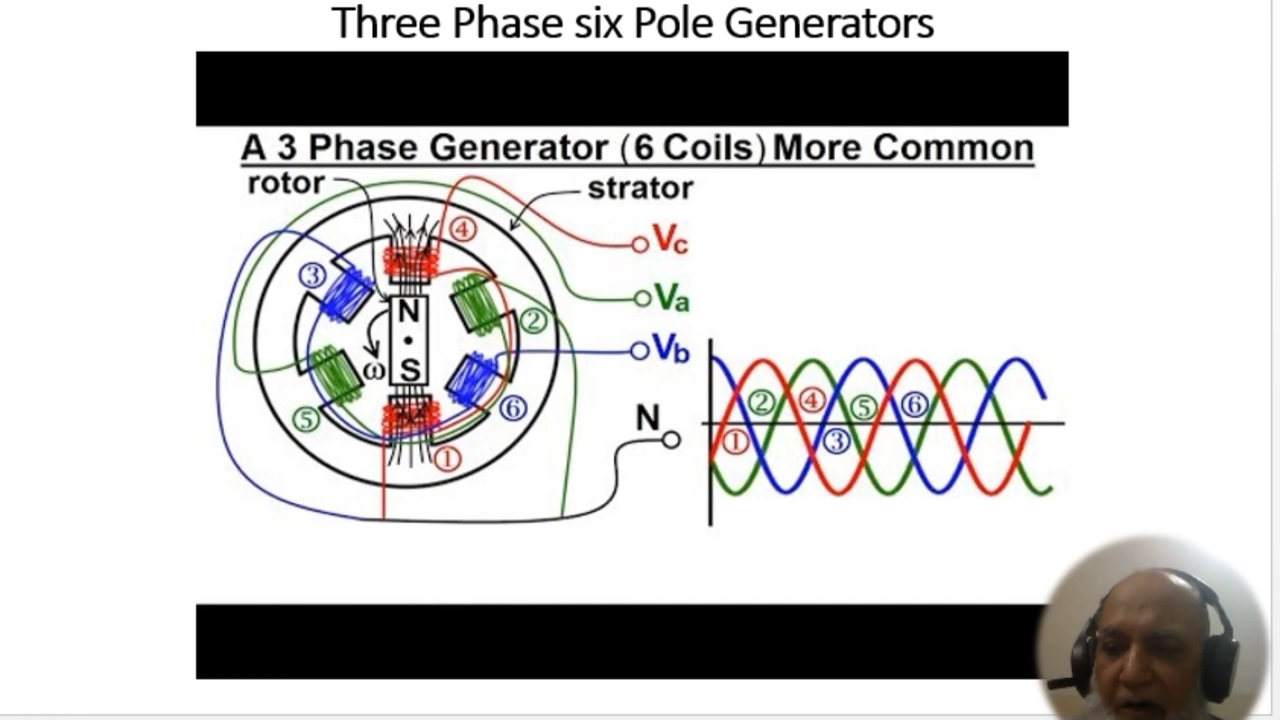 Three Phase six Pole Generators
A 3 Phase Generator (6 Coils) More Common
rotor
strator
④
Vc
③
Va
N
②
Vb
ω
S
⑤
⑥
N
①
② ④ ⑤ ⑥
① ③